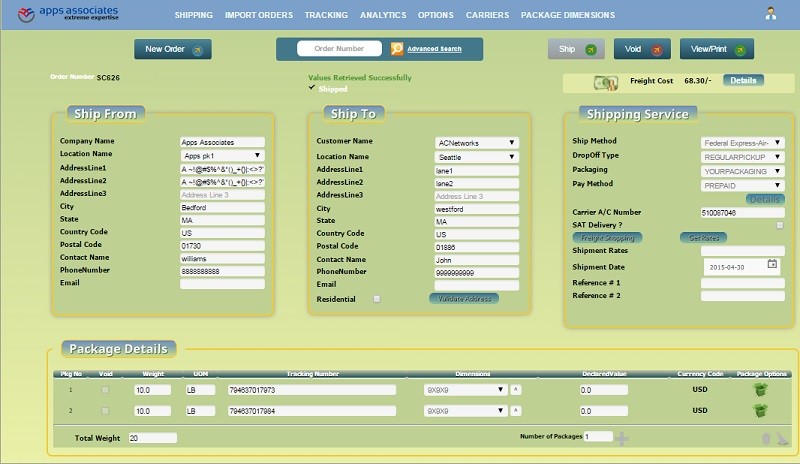 apps associates
extreme expertise
SHIPPING IMPORT ORDERS TRACKING ANALYTICS OPTIONS CARRIERS PACKAGE DIMENSIONS
New Order Order Number Advanced Search Ship Void View/Print
Order Number SC626
Values Retrieved Successfully
Shipped
Freight Cost 68.30/- Details
Ship From
Company Name Apps Associates
Location Name Apps pk1
AddressLine1 A ~!@#$%^&*()_+{}|:<>?'
AddressLine2 A ~!@#$%^&*()_+{}|:<>?'
AddressLine3 Address Line 3
City Bedford
State MA
Country Code US
Postal Code 01730
Contact Name williams
PhoneNumber 8888888888
Email
Ship To
Customer Name ACNetworks
Location Name Seattle
AddressLine1 lane1
AddressLine2 lane2
AddressLine3 Address Line 3
City westford
State MA
Country Code US
Postal Code 01886
Contact Name John
PhoneNumber 9999999999
Email
Residential Validate Address
Shipping Service
Ship Method Federal Express-Air-
DropOff Type REGULARPICKUP
Packaging YOURPACKAGING
Pay Method PREPAID
Details
Carrier A/C Number 510087046
SAT Delivery ?
Freight Shopping Get Rates
Shipment Rates
Shipment Date 2015-04-30
Reference # 1
Reference # 2
Package Details
Pkg No Void Weight UOM Tracking Number Dimensions DeclaredValue Currency Code Package Options
1 10.0 LB 794637017973 9X9X9 ^ 0.0 USD
2 10.0 LB 794637017984 9X9X9 ^ 0.0 USD
Total Weight 20 Number of Packages 1